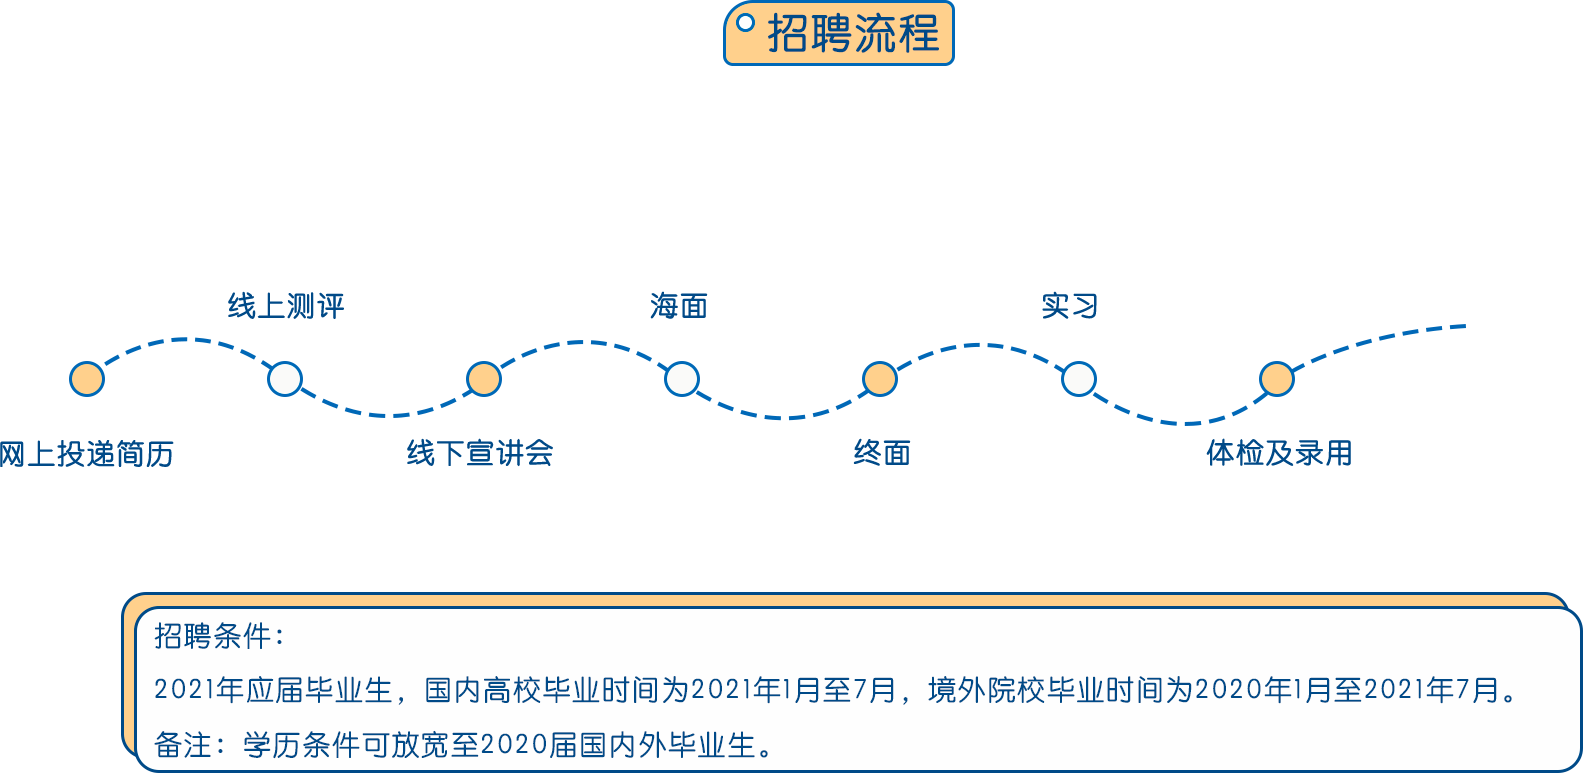 招聘流程
线上测评
海面
实习
网上投递简历
线下宣讲会
终面
体检及录用
招聘条件：
2021年应届毕业生，国内高校毕业时间为2021年1月至7月，境外院校毕业时间为2020年1月至2021年7月。
备注：学历条件可放宽至2020届国内外毕业生。